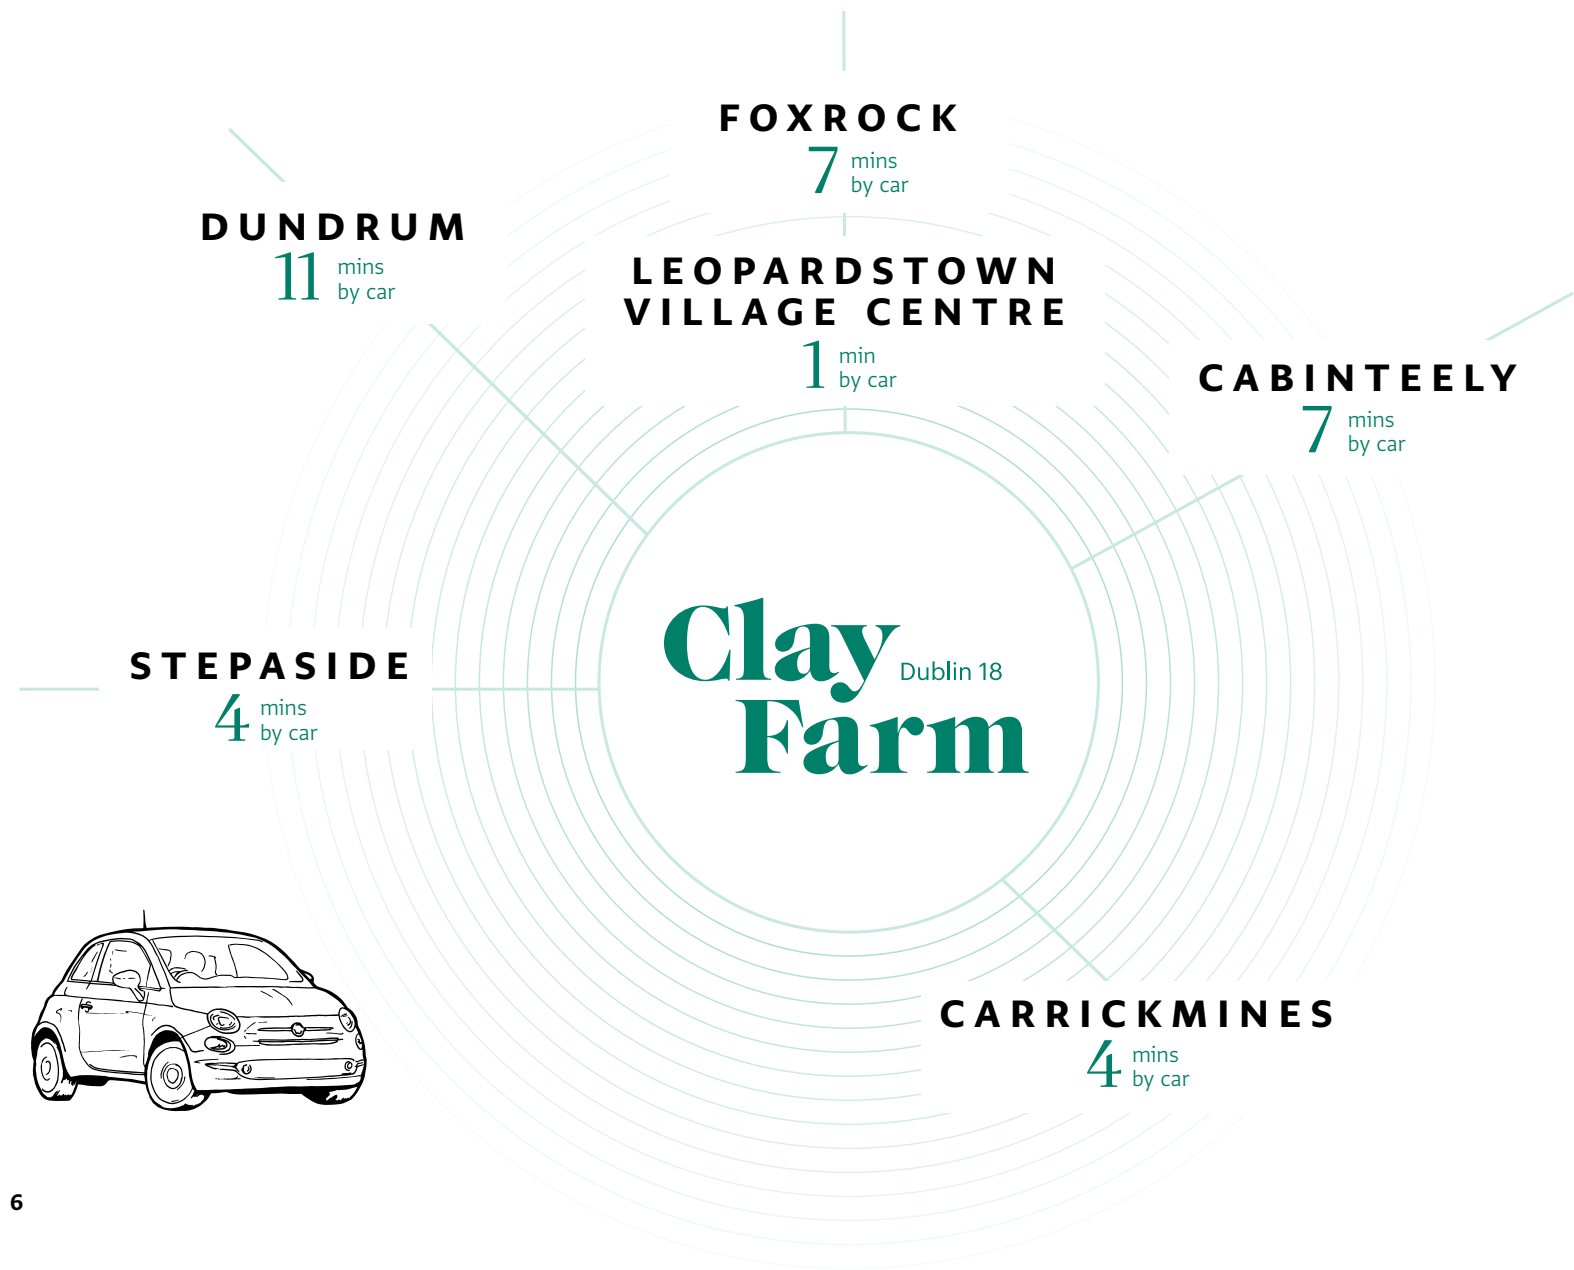 FOXROCK
7 mins
by car
DUNDRUM
11 mins
by car
LEOPARDSTOWN
VILLAGE CENTRE
1 min
by car
CABINTEELY
7 mins
by car
STEPASIDE
4 mins
by car
Clay
Dublin 18
Farm
CARRICKMINES
4 mins
by car
6